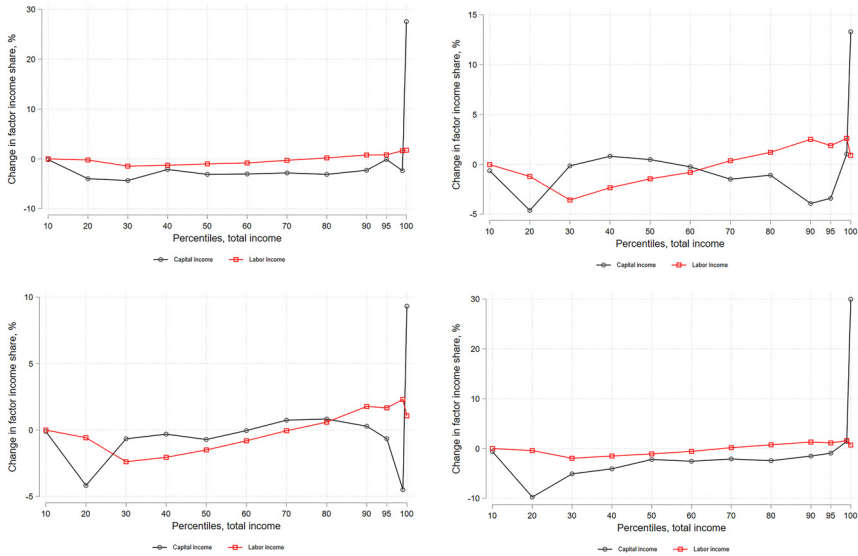 Change in factor income share, %
30
20
10
0
-10
10 20 30 40 50 60 70 80 90 95 100
Percentiles, total income
Capital income Labor income
Change in factor income share, %
15
10
5
0
-5
10 20 30 40 50 60 70 80 90 95 100
Percentiles, total income
Capital income Labor income
Change in factor income share, %
10
5
0
-5
10 20 30 40 50 60 70 80 90 95 100
Percentiles, total income
Capital income Labor income
Change in factor income share, %
30
20
10
0
-10
10 20 30 40 50 60 70 80 90 95 100
Percentiles, total income
Capital income Labor income